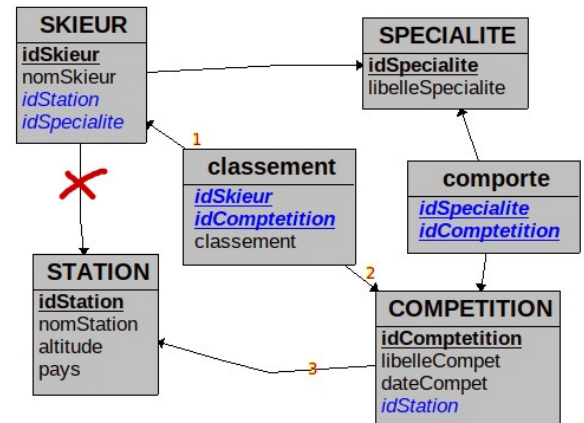 SKIEUR
idSkieur
nomSkieur
idStation
idSpecialite
SPECIALITE
idSpecialite
libelleSpecialite
1
classement
idSkieur
idComptetition
classement
comporte
idSpecialite
idComptetition
2
STATION
idStation
nomStation
altitude
pays
3
COMPETITION
idComptetition
libelleCompet
dateCompet
idStation